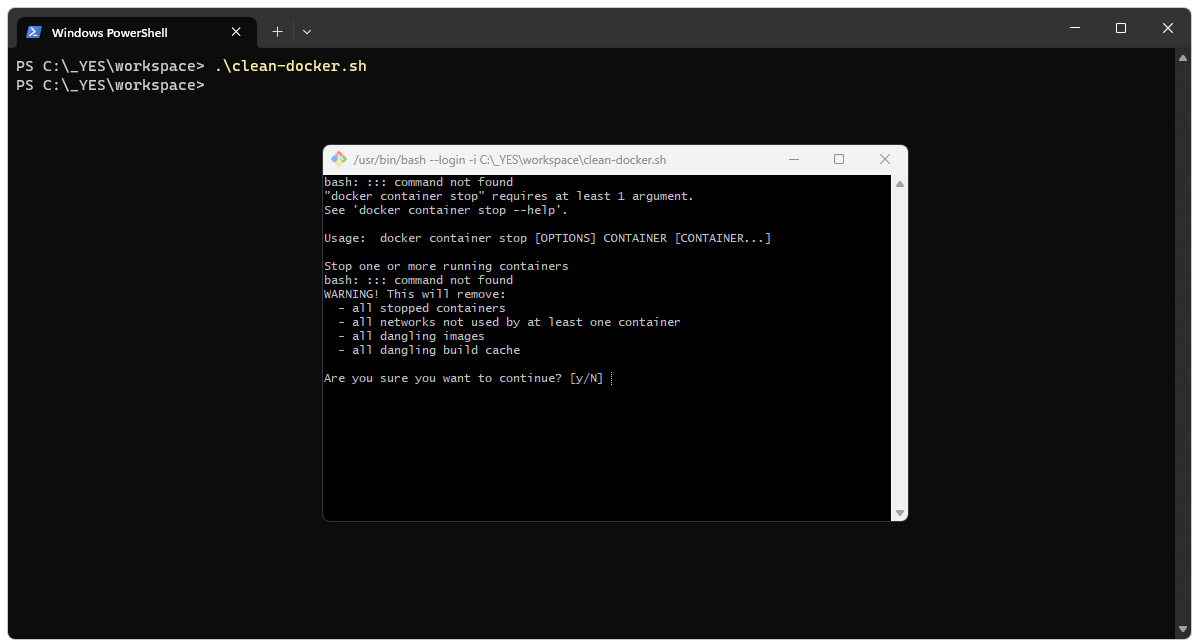 Windows PowerShell
PS C:\_YES\workspace> .\clean-docker.sh
PS C:\_YES\workspace>
/usr/bin/bash --login -i C:\_YES\workspace\clean-docker.sh
bash: ::: command not found
"docker container stop" requires at least 1 argument.
See 'docker container stop --help'.
Usage:  docker container stop [OPTIONS] CONTAINER [CONTAINER...]
Stop one or more running containers
bash: ::: command not found
WARNING! This will remove:
  - all stopped containers
  - all networks not used by at least one container
  - all dangling images
  - all dangling build cache
Are you sure you want to continue? [y/N]